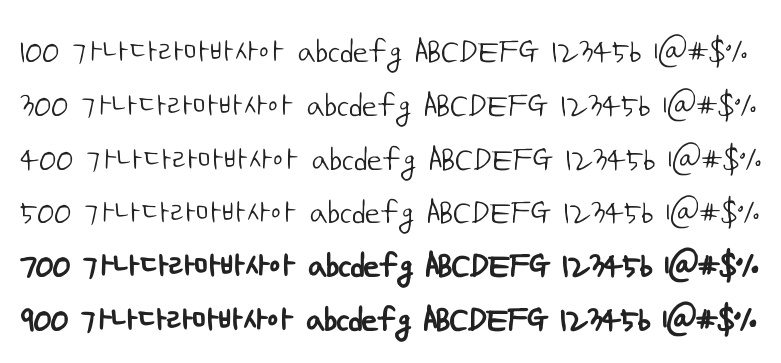 100 가나다라마바사아 abcdefg ABCDEFG 123456 !@#$%
300 가나다라마바사아 abcdefg ABCDEFG 123456 !@#$%
400 가나다라마바사아 abcdefg ABCDEFG 123456 !@#$%
500 가나다라마바사아 abcdefg ABCDEFG 123456 !@#$%
700 가나다라마바사아 abcdefg ABCDEFG 123456 !@#$%
900 가나다라마바사아 abcdefg ABCDEFG 123456 !@#$%